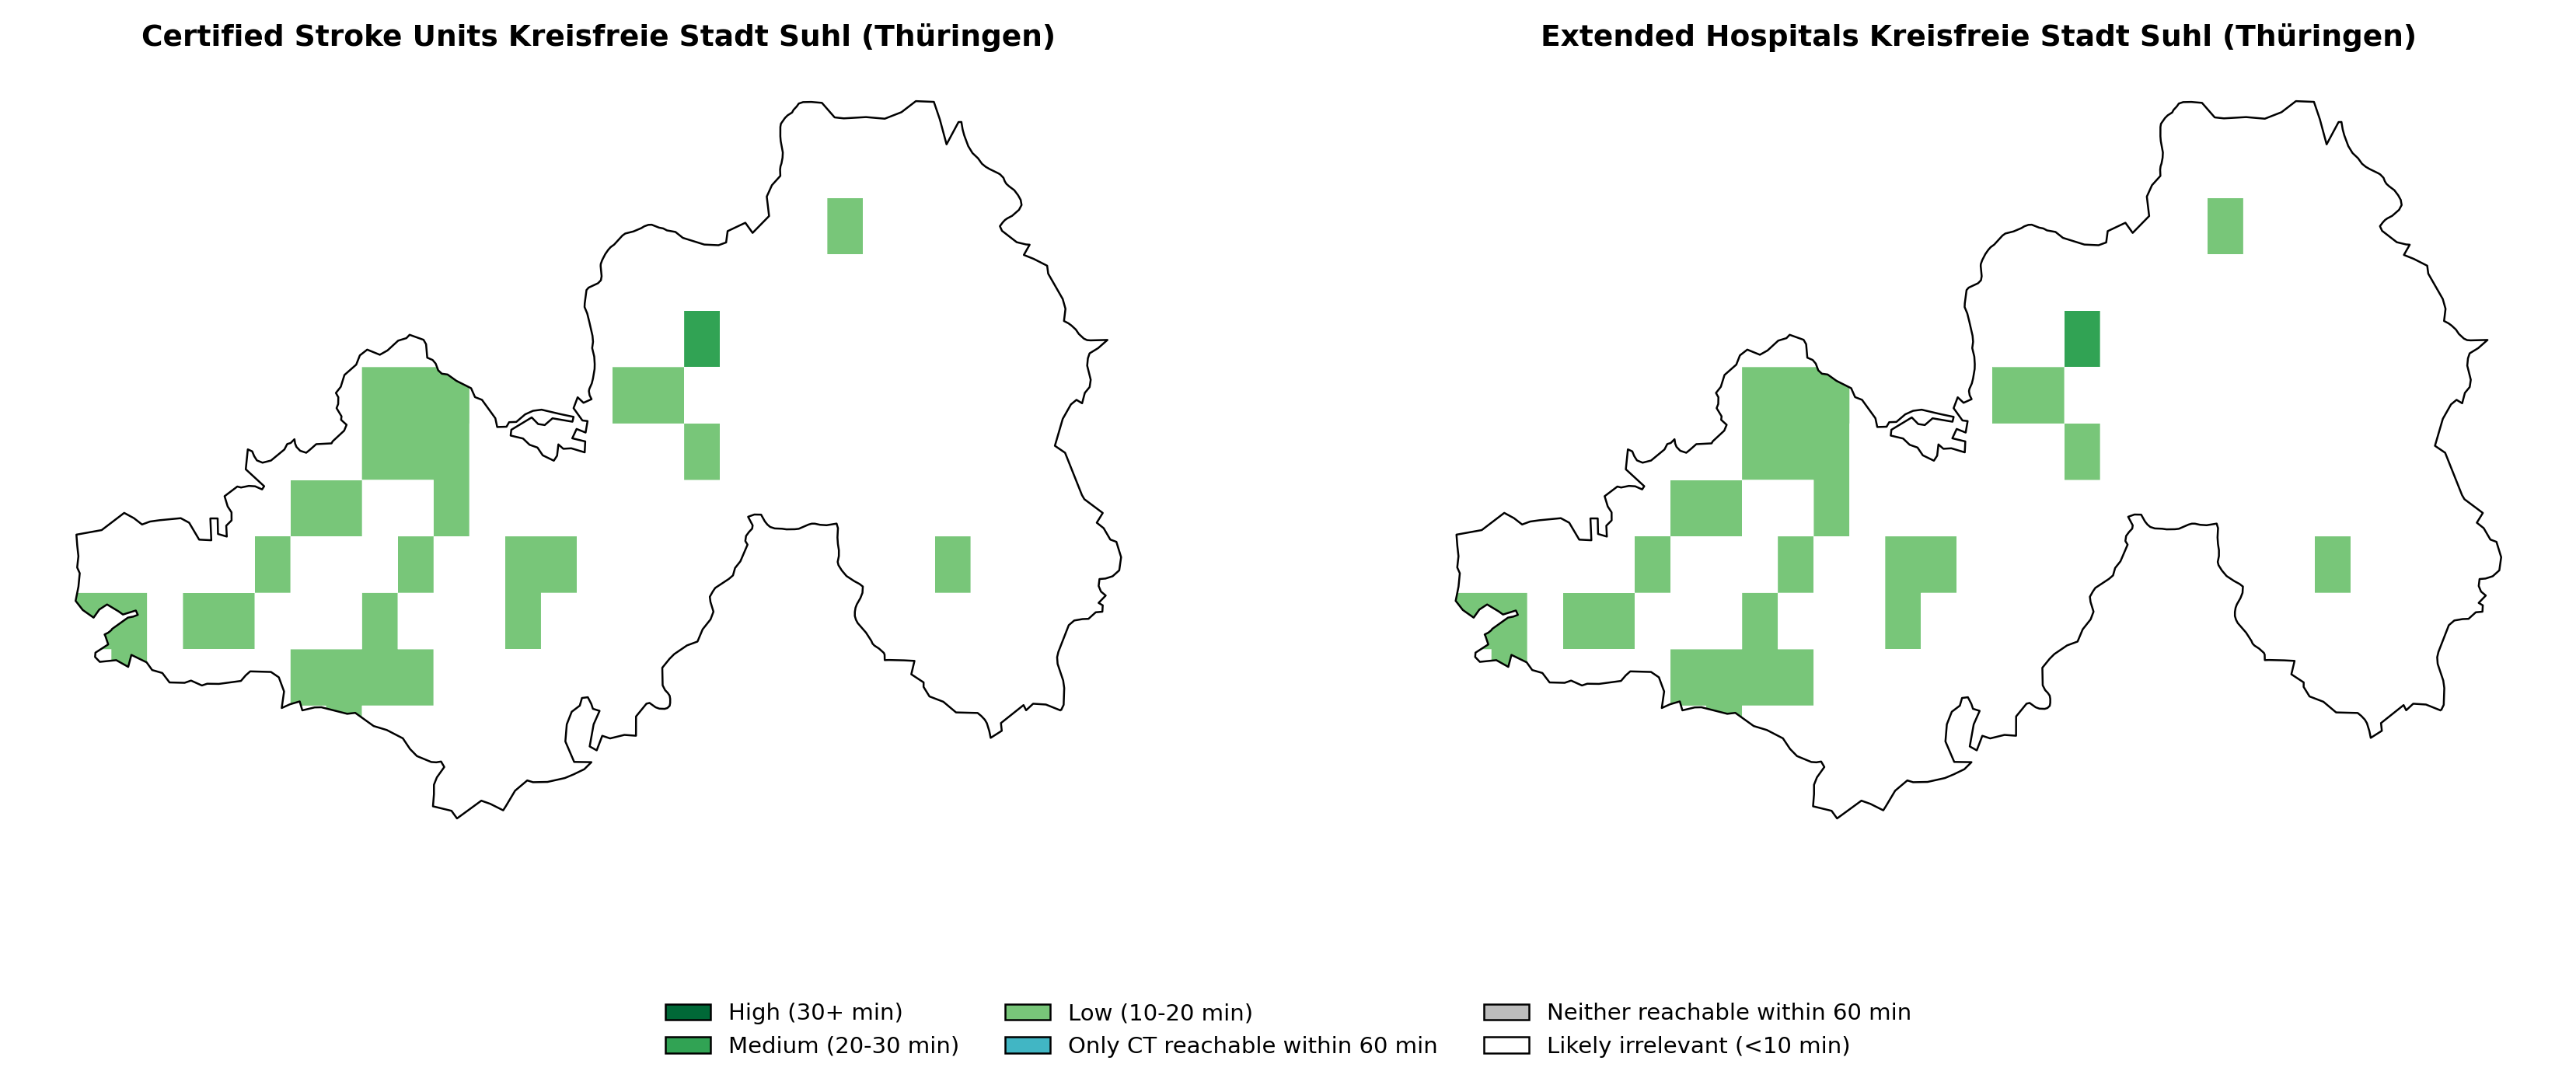 Certified Stroke Units Kreisfreie Stadt Suhl (Thüringen)
Extended Hospitals Kreisfreie Stadt Suhl (Thüringen)
High (30+ min)
Medium (20-30 min)
Low (10-20 min)
Only CT reachable within 60 min
Neither reachable within 60 min
Likely irrelevant (<10 min)